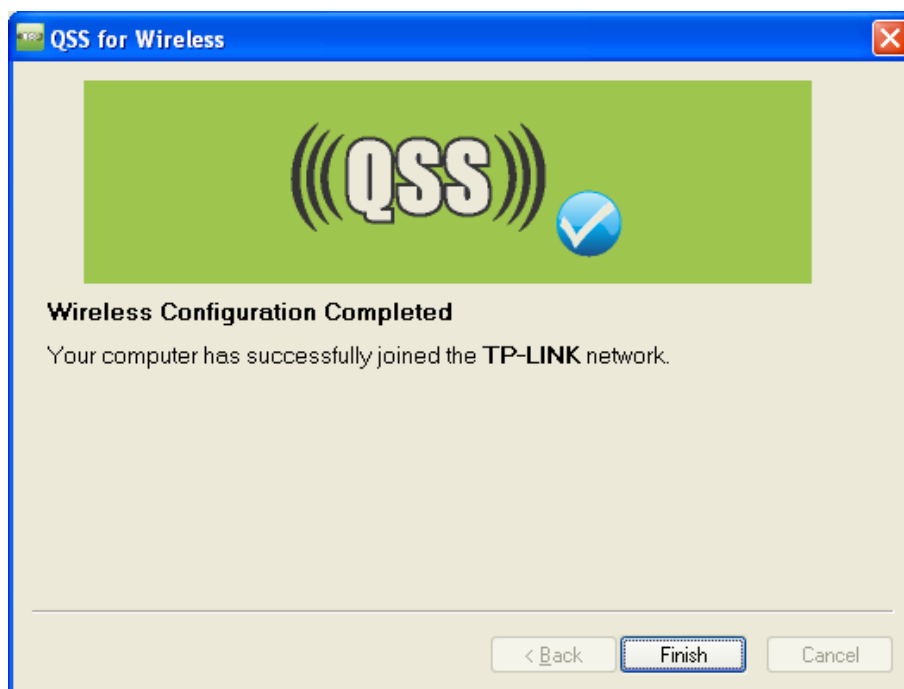 QSS for Wireless
(((QSS)))
Wireless Configuration Completed
Your computer has successfully joined the TP-LINK network.
< Back
Finish
Cancel